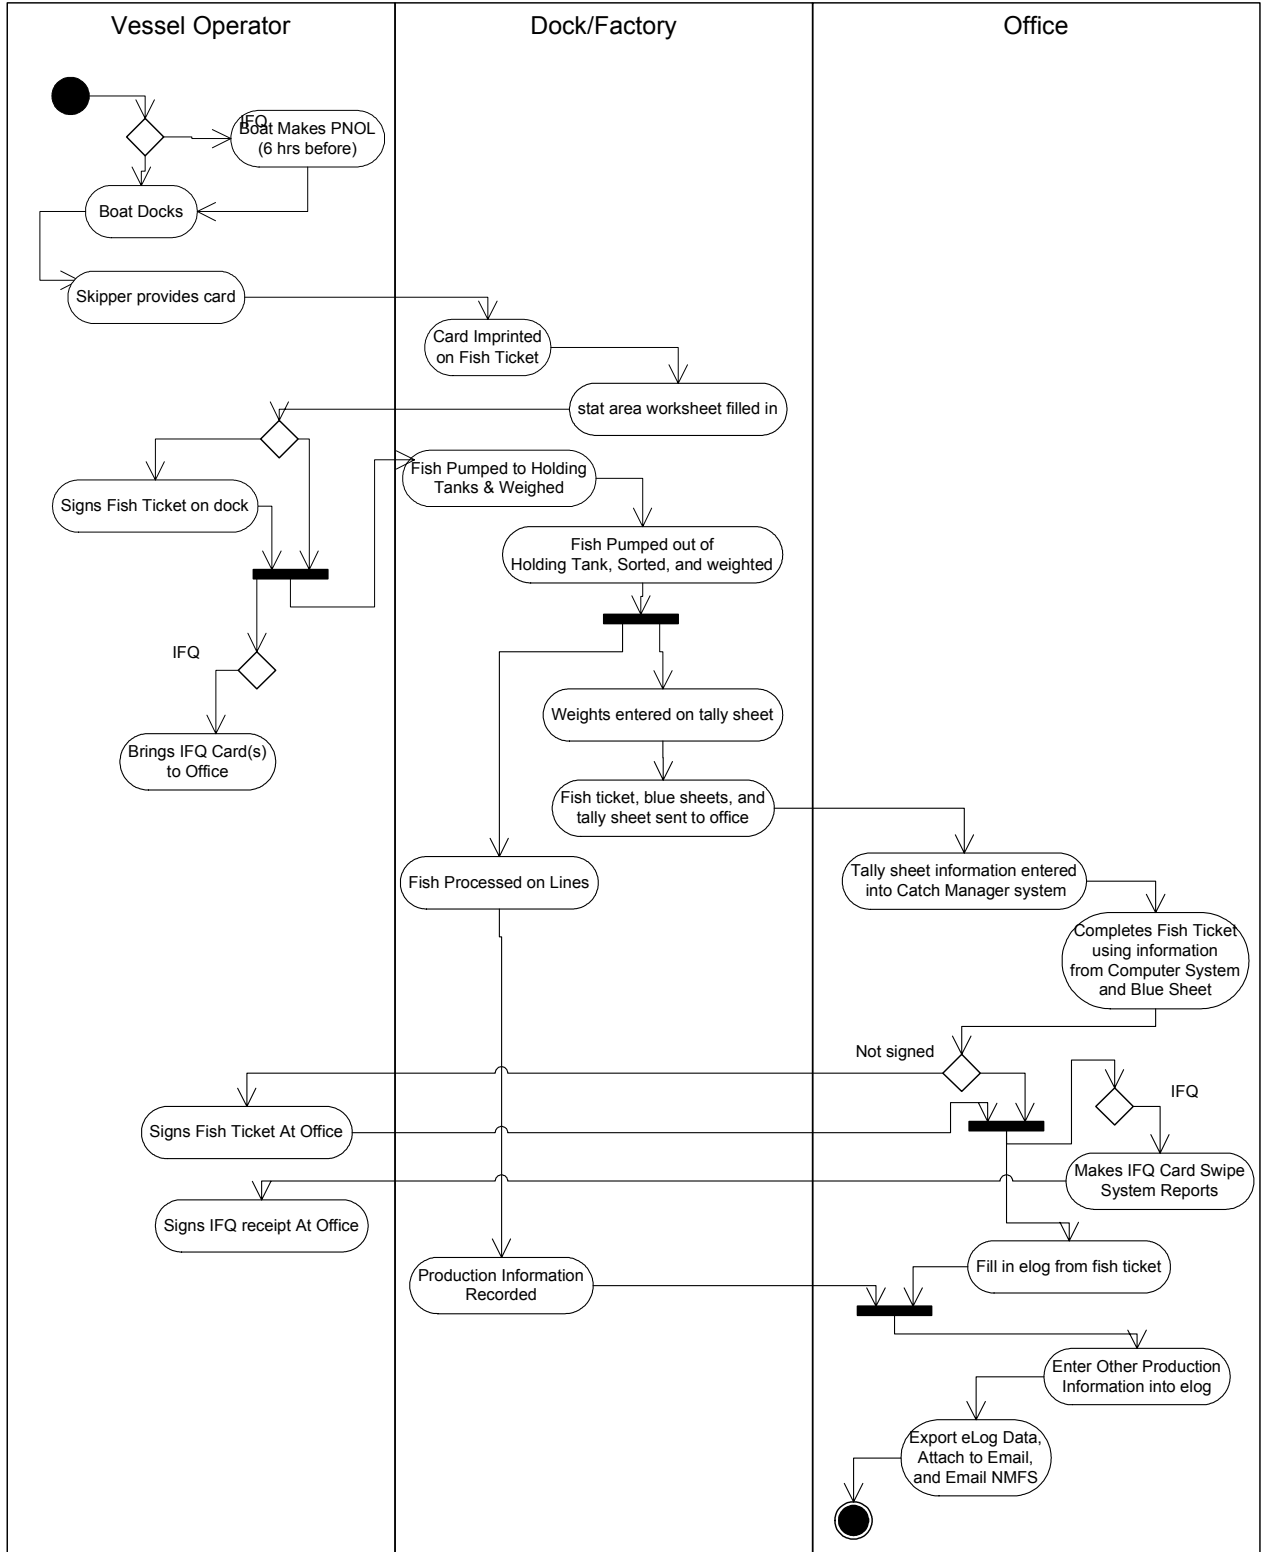 Vessel Operator
Dock/Factory
Office
IFQ
Boat Makes PNOL
(6 hrs before)
Boat Docks
Skipper provides card
Card Imprinted
on Fish Ticket
stat area worksheet filled in
Fish Pumped to Holding
Tanks & Weighed
Signs Fish Ticket on dock
Fish Pumped out of
Holding Tank, Sorted, and weighted
IFQ
Weights entered on tally sheet
Brings IFQ Card(s)
to Office
Fish ticket, blue sheets, and
tally sheet sent to office
Fish Processed on Lines
Tally sheet information entered
into Catch Manager system
Completes Fish Ticket
using information
from Computer System
and Blue Sheet
Not signed
IFQ
Signs Fish Ticket At Office
Makes IFQ Card Swipe
System Reports
Signs IFQ receipt At Office
Fill in elog from fish ticket
Production Information
Recorded
Enter Other Production
Information into elog
Export eLog Data,
Attach to Email,
and Email NMFS